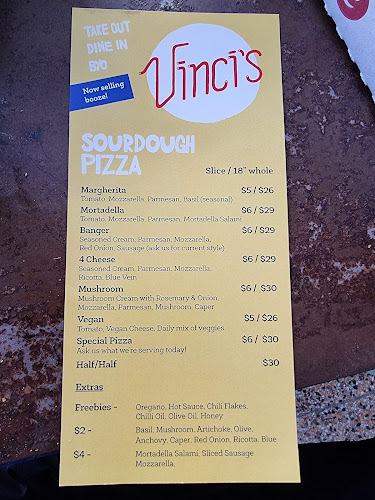 TAKE OUT
DINE IN
BYO
Now selling
booze!
Vinci's
SOURDOUGH
PIZZA
Slice / 18" whole
Margherita $5 / $26
Tomato, Mozzarella, Parmesan, Basil (seasonal)
Mortadella $6 / $29
Tomato, Mozzarella, Parmesan, Mortadella Salami
Banger $6 / $29
Seasoned Cream, Parmesan, Mozzarella,
Red Onion, Sausage (ask us for current style)
4 Cheese $6 / $29
Seasoned Cream, Parmesan, Mozzarella,
Ricotta, Blue Vein
Mushroom $6 / $30
Mushroom Cream with Rosemary & Onion,
Mozzarella, Parmesan, Mushroom, Caper
Vegan $5 / $26
Tomato, Vegan Cheese, Daily mix of veggies
Special Pizza $6 / $30
Ask us what we're serving today!
Half/Half $30
Extras
Freebies - Oregano, Hot Sauce, Chili Flakes,
Chilli Oil, Olive Oil, Honey
$2 - Basil, Mushroom, Artichoke, Olive,
Anchovy, Caper, Red Onion, Ricotta, Blue
$4 - Mortadella Salami, Sliced Sausage
Mozzarella,